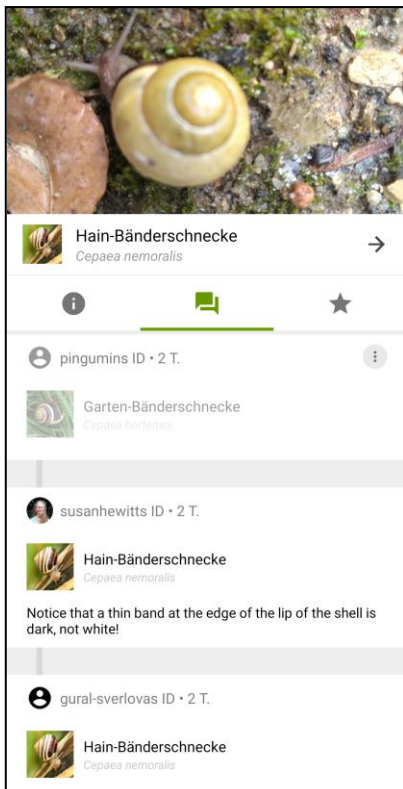 Hain-Bänderschnecke
Cepaea nemoralis
pingumins ID • 2 T.
Garten-Bänderschnecke
Cepaea hortensis
susanhewitts ID • 2 T.
Hain-Bänderschnecke
Cepaea nemoralis
Notice that a thin band at the edge of the lip of the shell is
dark, not white!
gural-sverlovas ID • 2 T.
Hain-Bänderschnecke
Cepaea nemoralis